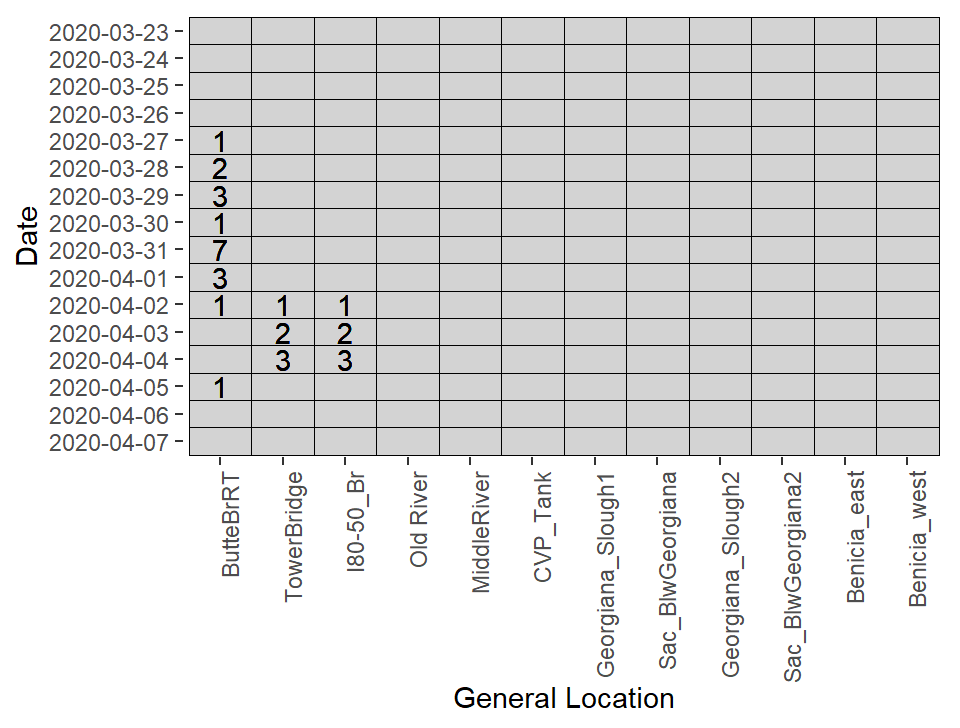 2020-03-23
2020-03-24
2020-03-25
2020-03-26
2020-03-27 1
2020-03-28 2
2020-03-29 3
2020-03-30 1
2020-03-31 7
2020-04-01 3
2020-04-02 1 1 1
2020-04-03 2 2
2020-04-04 3 3
2020-04-05 1
2020-04-06
2020-04-07
Date
ButteBrRT
TowerBridge
I80-50_Br
Old River
MiddleRiver
CVP_Tank
Georgiana_Slough1
Sac_BlwGeorgiana
Georgiana_Slough2
Sac_BlwGeorgiana2
Benicia_east
Benicia_west
General Location